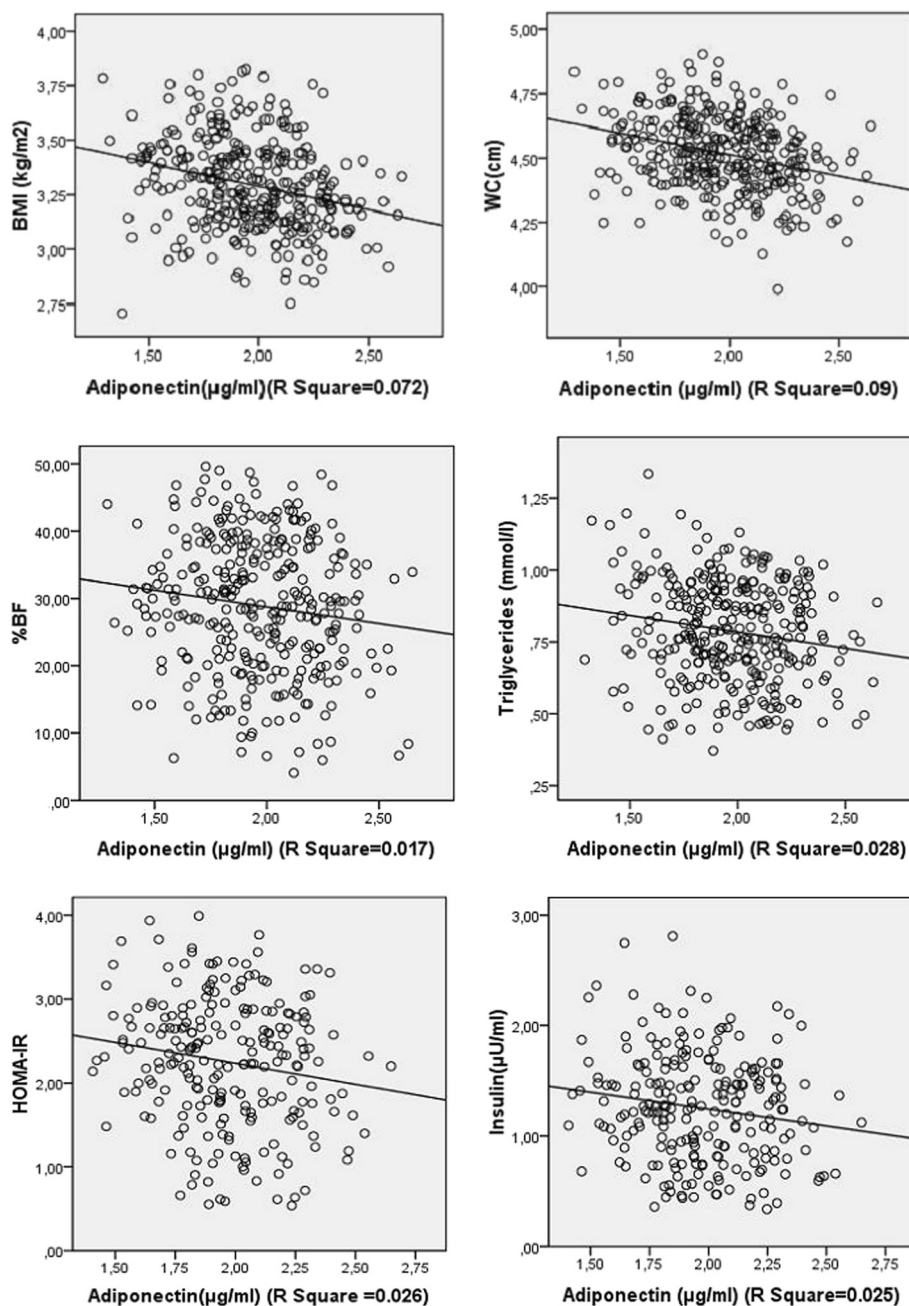 4,00
3,75
3,50
3,25
3,00
2,75
BMI (kg/m2)
1,50 2,00 2,50
Adiponectin(µg/ml)(R Square=0.072)
5,00
4,75
4,50
4,25
4,00
WC(cm)
1,50 2,00 2,50
Adiponectin (µg/ml) (R Square=0.09)
50,00
40,00
30,00
20,00
10,00
,00
%BF
1,50 2,00 2,50
Adiponectin (µg/ml) (R Square=0.017)
1,25
1,00
,75
,50
,25
Triglycerides (mmol/l)
1,50 2,00 2,50
Adiponectin (µg/ml) (R Square=0.028)
4,00
3,00
2,00
1,00
,00
HOMA-IR
1,50 1,75 2,00 2,25 2,50 2,75
Adiponectin(µg/ml) (R Square =0.026)
3,00
2,00
1,00
,00
Insulin(µU/ml)
1,50 1,75 2,00 2,25 2,50 2,75
Adiponectin (µg/ml) (R Square=0.025)